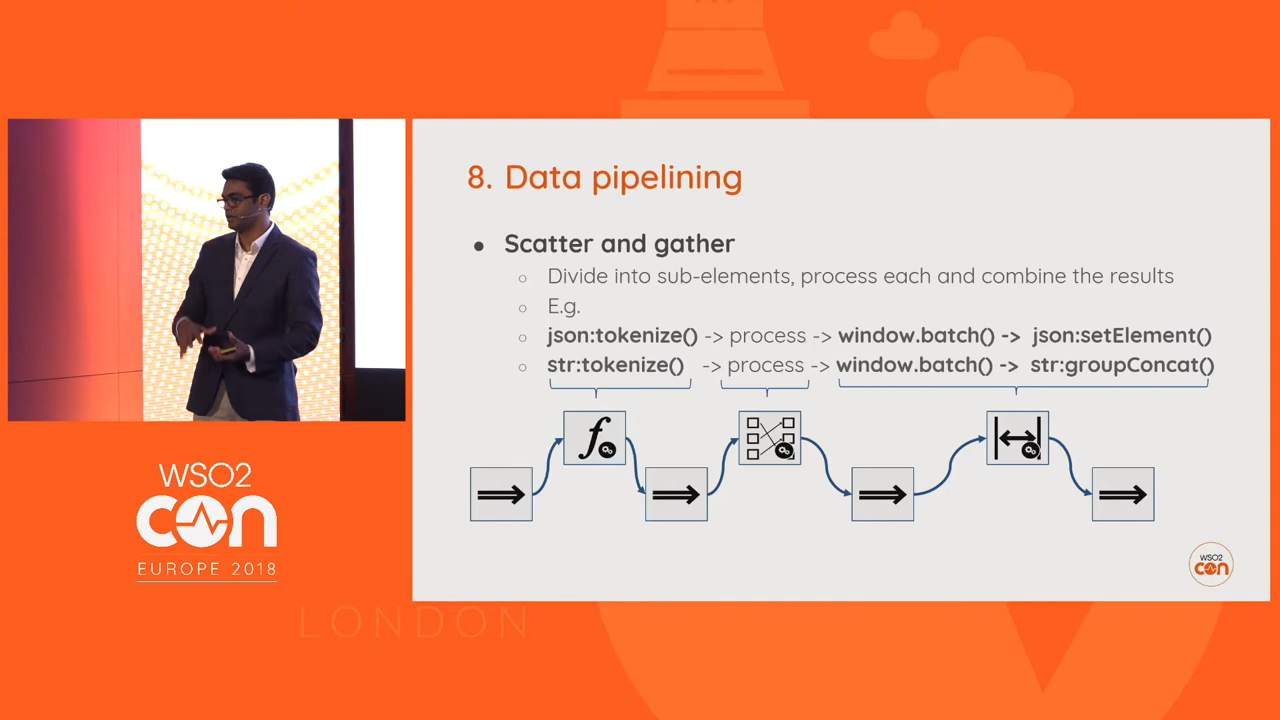 8. Data pipelining
● Scatter and gather
○ Divide into sub-elements, process each and combine the results
○ E.g.
○ json:tokenize() -> process -> window.batch() -> json:setElement()
○ str:tokenize() -> process -> window.batch() -> str:groupConcat()
f
WSO2
CON
EUROPE 2018
LONDON
WSO2
CON